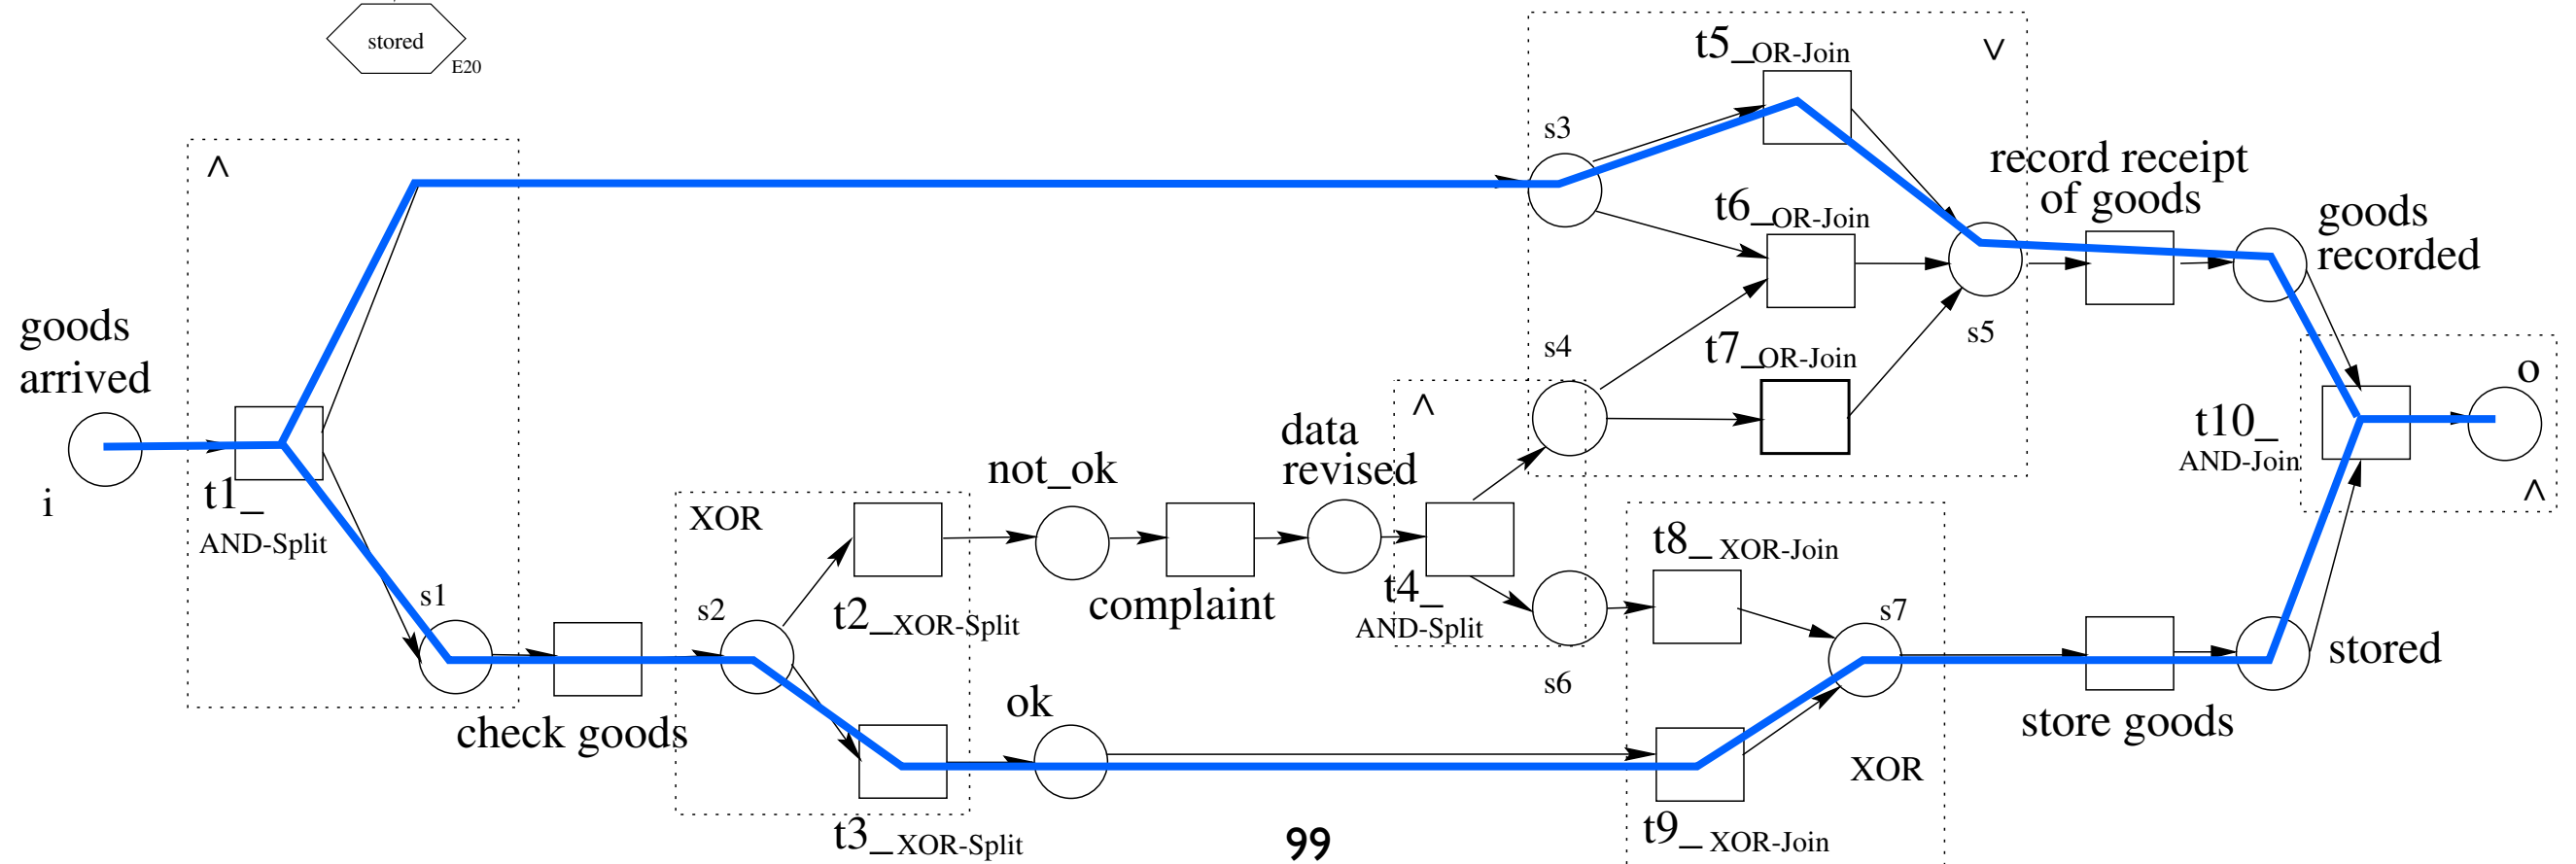 stored
E20
^
t5_OR-Join
V
s3
record receipt
of goods
t6_OR-Join
goods
recorded
goods
arrived
s4
s5
t7_OR-Join
o
^
data
revised
t10_
AND-Join
not_ok
i
t1_
AND-Split
XOR
^
t8_ XOR-Join
t4_
AND-Split
complaint
s1
s2
t2_XOR-Split
s7
s6
stored
check goods
ok
store goods
XOR
t3_XOR-Split
99
t9_ XOR-Join